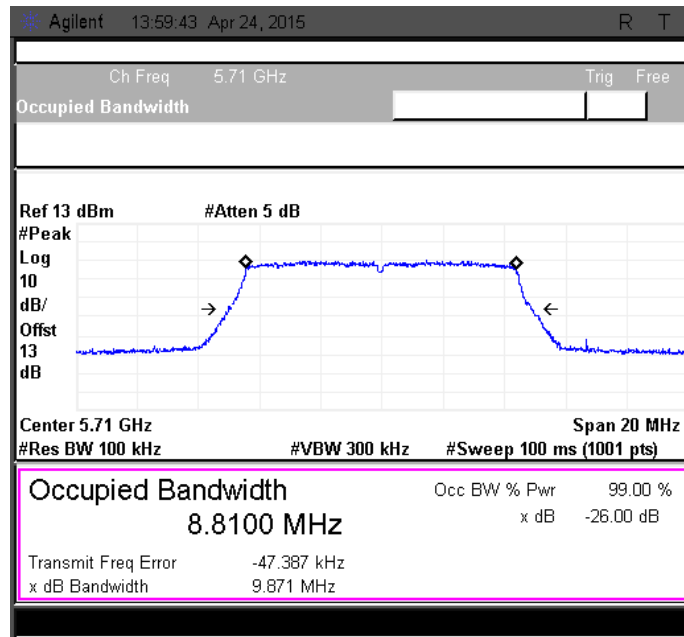 Agilent 13:59:43 Apr 24, 2015 R T
Ch Freq 5.71 GHz Trig Free
Occupied Bandwidth
Ref 13 dBm #Atten 5 dB
#Peak
Log
10
dB/
Offst
13
dB
Center 5.71 GHz Span 20 MHz
#Res BW 100 kHz #VBW 300 kHz #Sweep 100 ms (1001 pts)
Occupied Bandwidth Occ BW % Pwr 99.00 %
8.8100 MHz x dB -26.00 dB
Transmit Freq Error -47.387 kHz
x dB Bandwidth 9.871 MHz